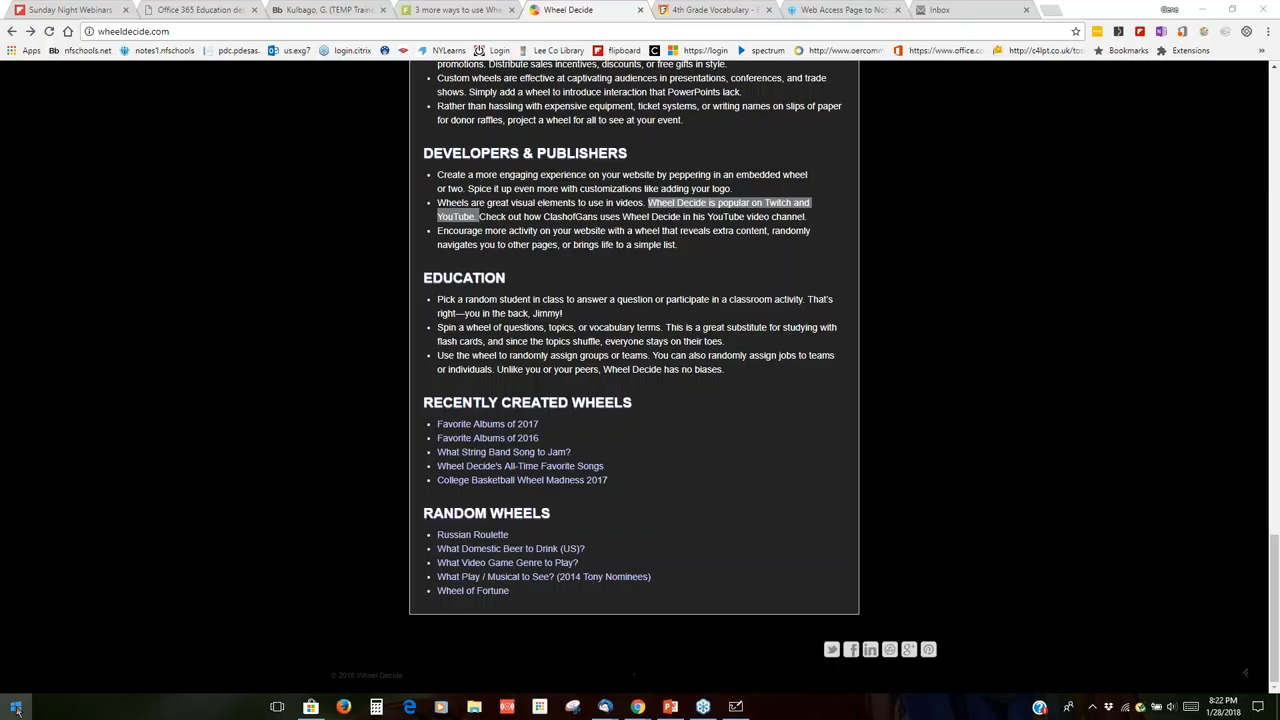 Sunday Night Webinars
Office 365 Education del
Kulbago, G. (TEMP Traine
3 more ways to use Whe
Wheel Decide
4th Grade Vocabulary - F
Web Access Page to No
Inbox
Gene
wheeldecide.com
Apps
nfschools.net
notes1.nfschools
pdc.pdesas.
us.exg7
login.citrix
NYLearns
Login
Lee Co Library
flipboard
https://login
spectrum
http://www.oercomm
https://www.office.co
http://c4lpt.co.uk/too
Bookmarks
Extensions
promotions. Distribute sales incentives, discounts, or free gifts in style.
• Custom wheels are effective at captivating audiences in presentations, conferences, and trade
shows. Simply add a wheel to introduce interaction that PowerPoints lack.
• Rather than hassling with expensive equipment, ticket systems, or writing names on slips of paper
for donor raffles, project a wheel for all to see at your event.
DEVELOPERS & PUBLISHERS
• Create a more engaging experience on your website by peppering in an embedded wheel
or two. Spice it up even more with customizations like adding your logo.
• Wheels are great visual elements to use in videos. Wheel Decide is popular on Twitch and
YouTube. Check out how ClashofGans uses Wheel Decide in his YouTube video channel.
• Encourage more activity on your website with a wheel that reveals extra content, randomly
navigates you to other pages, or brings life to a simple list.
EDUCATION
• Pick a random student in class to answer a question or participate in a classroom activity. That's
right—you in the back, Jimmy!
• Spin a wheel of questions, topics, or vocabulary terms. This is a great substitute for studying with
flash cards, and since the topics shuffle, everyone stays on their toes.
• Use the wheel to randomly assign groups or teams. You can also randomly assign jobs to teams
or individuals. Unlike you or your peers, Wheel Decide has no biases.
RECENTLY CREATED WHEELS
• Favorite Albums of 2017
• Favorite Albums of 2016
• What String Band Song to Jam?
• Wheel Decide's All-Time Favorite Songs
• College Basketball Wheel Madness 2017
RANDOM WHEELS
• Russian Roulette
• What Domestic Beer to Drink (US)?
• What Video Game Genre to Play?
• What Play / Musical to See? (2014 Tony Nominees)
• Wheel of Fortune
© 2018 Wheel Decide
8:22 PM
1/28/2018